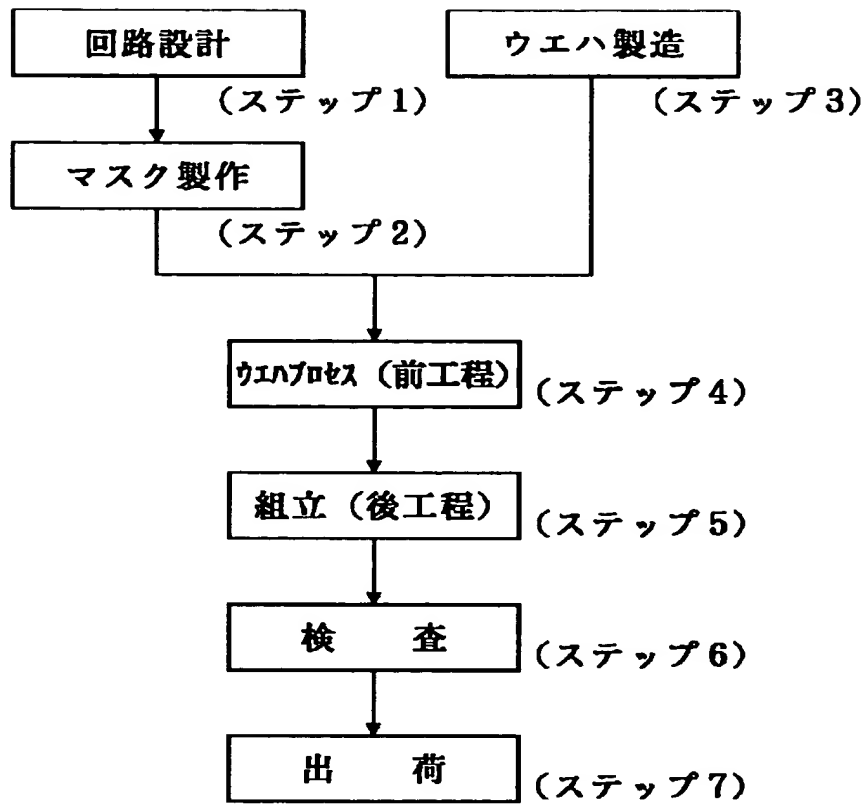 回路設計
ウエハ製造
(ステップ1)
(ステップ3)
マスク製作
(ステップ2)
ウエハプロセス(前工程)
(ステップ4)
組立(後工程)
(ステップ5)
検 査
(ステップ6)
出 荷
(ステップ7)